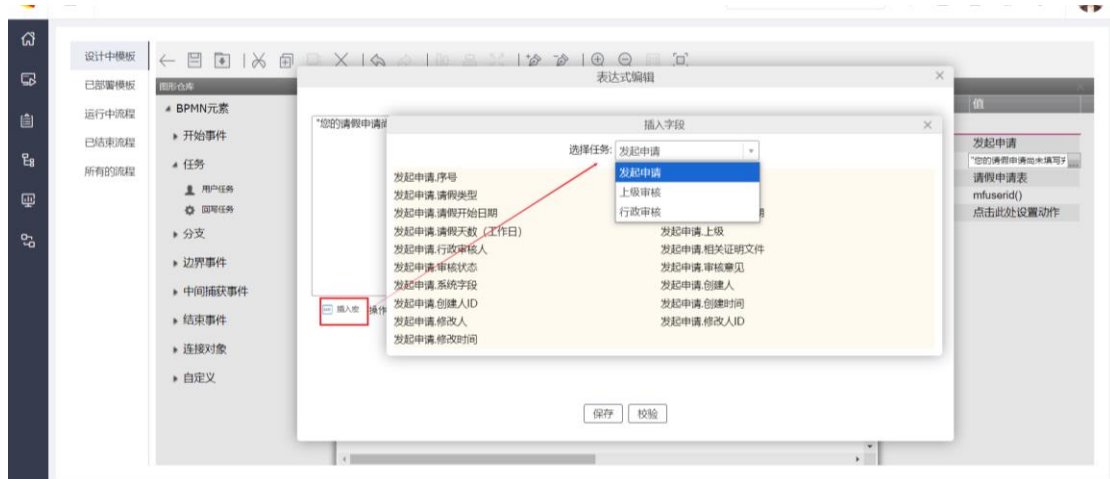 设计中模板
已部署模板
运行中流程
已结束流程
所有的流程
图形仓库
BPMN元素
开始事件
任务
用户任务
回写任务
分支
边界事件
中间捕获事件
结束事件
连接对象
自定义
表达式编辑
"您的请假申请尚
插入宏
操作
插入字段
选择任务:
发起申请
发起申请
上级审核
行政审核
发起申请.序号
发起申请.请假类型
发起申请.请假开始日期
发起申请.请假天数（工作日） 发起申请.上级
发起申请.行政审核人 发起申请.相关证明文件
发起申请.审核状态 发起申请.审核意见
发起申请.系统字段 发起申请.创建人
发起申请.创建人ID 发起申请.创建时间
发起申请.修改人 发起申请.修改人ID
发起申请.修改时间
保存 校验
值
发起申请
"您的请假申请尚未填写
请假申请表
mfuserid()
点击此处设置动作